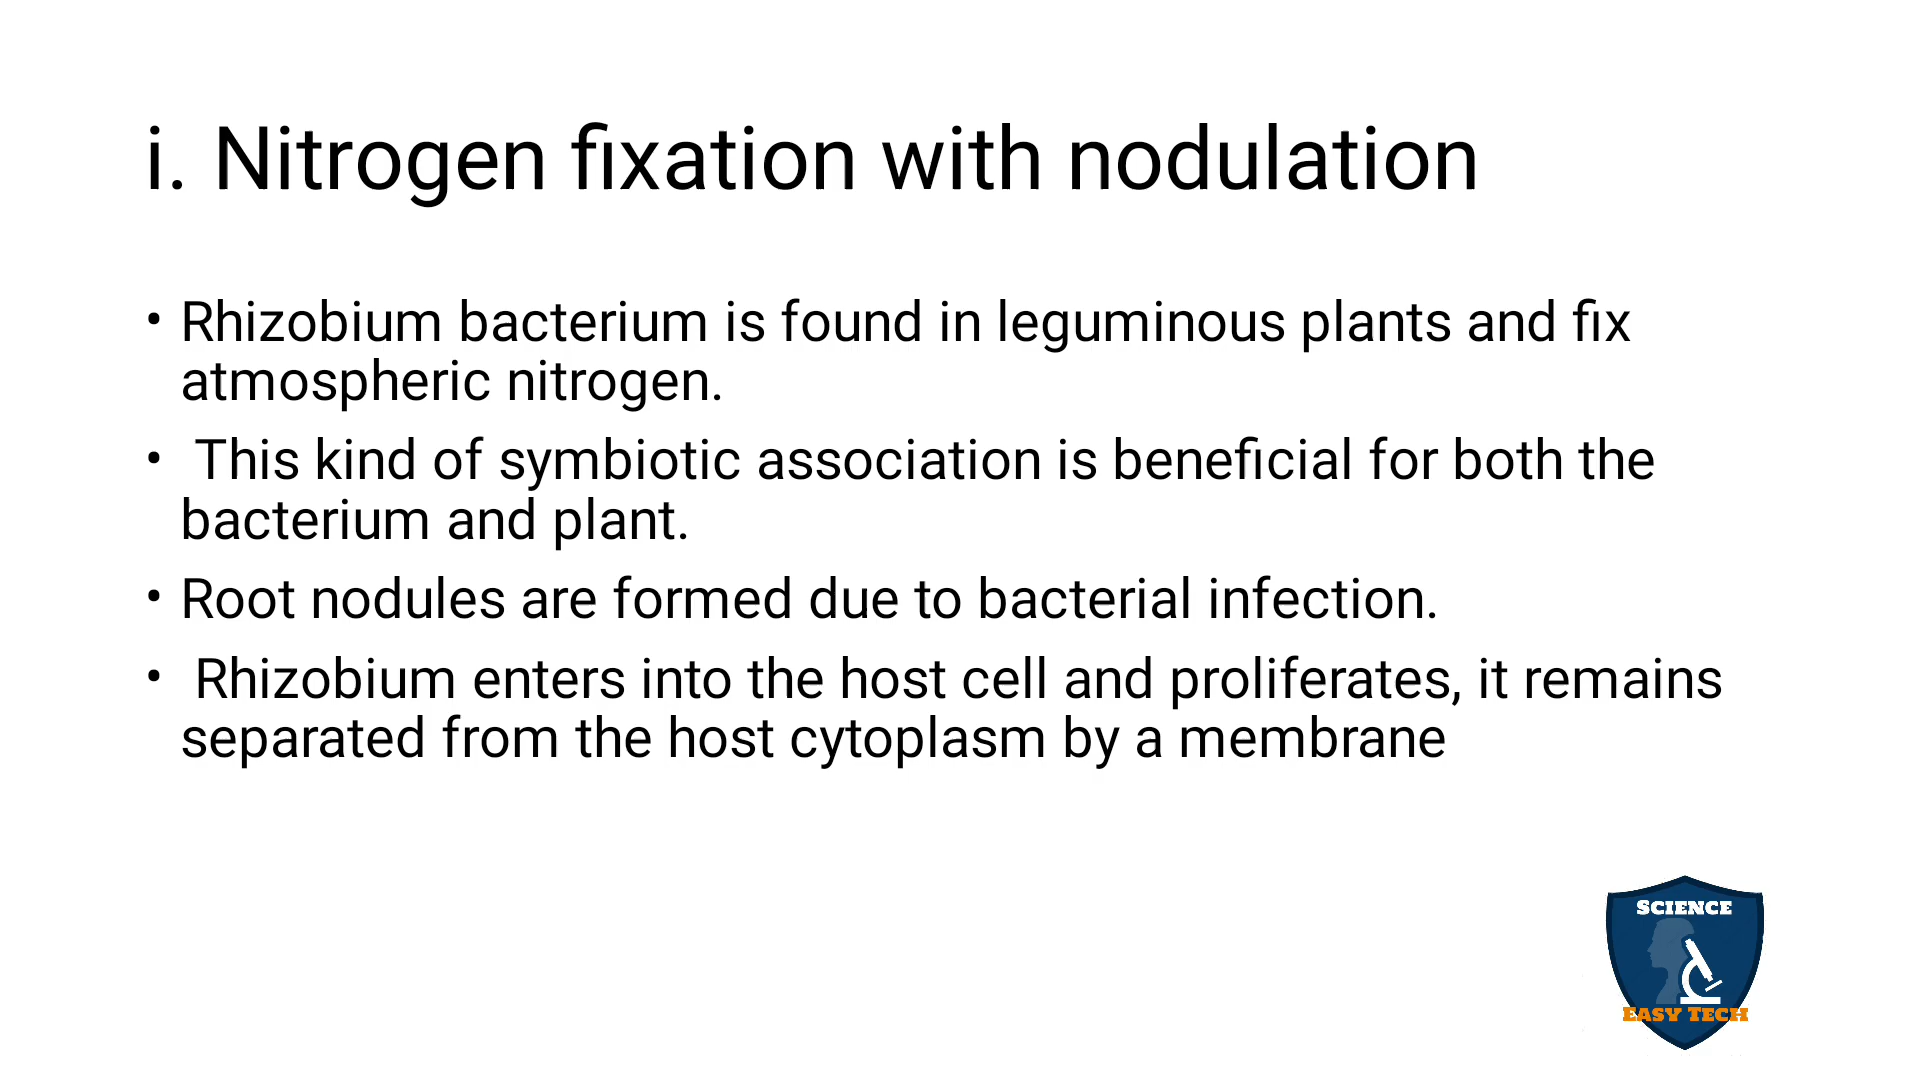 i. Nitrogen fixation with nodulation
• Rhizobium bacterium is found in leguminous plants and fix
atmospheric nitrogen.
• This kind of symbiotic association is beneficial for both the
bacterium and plant.
• Root nodules are formed due to bacterial infection.
• Rhizobium enters into the host cell and proliferates, it remains
separated from the host cytoplasm by a membrane
SCIENCE
EASY TECH